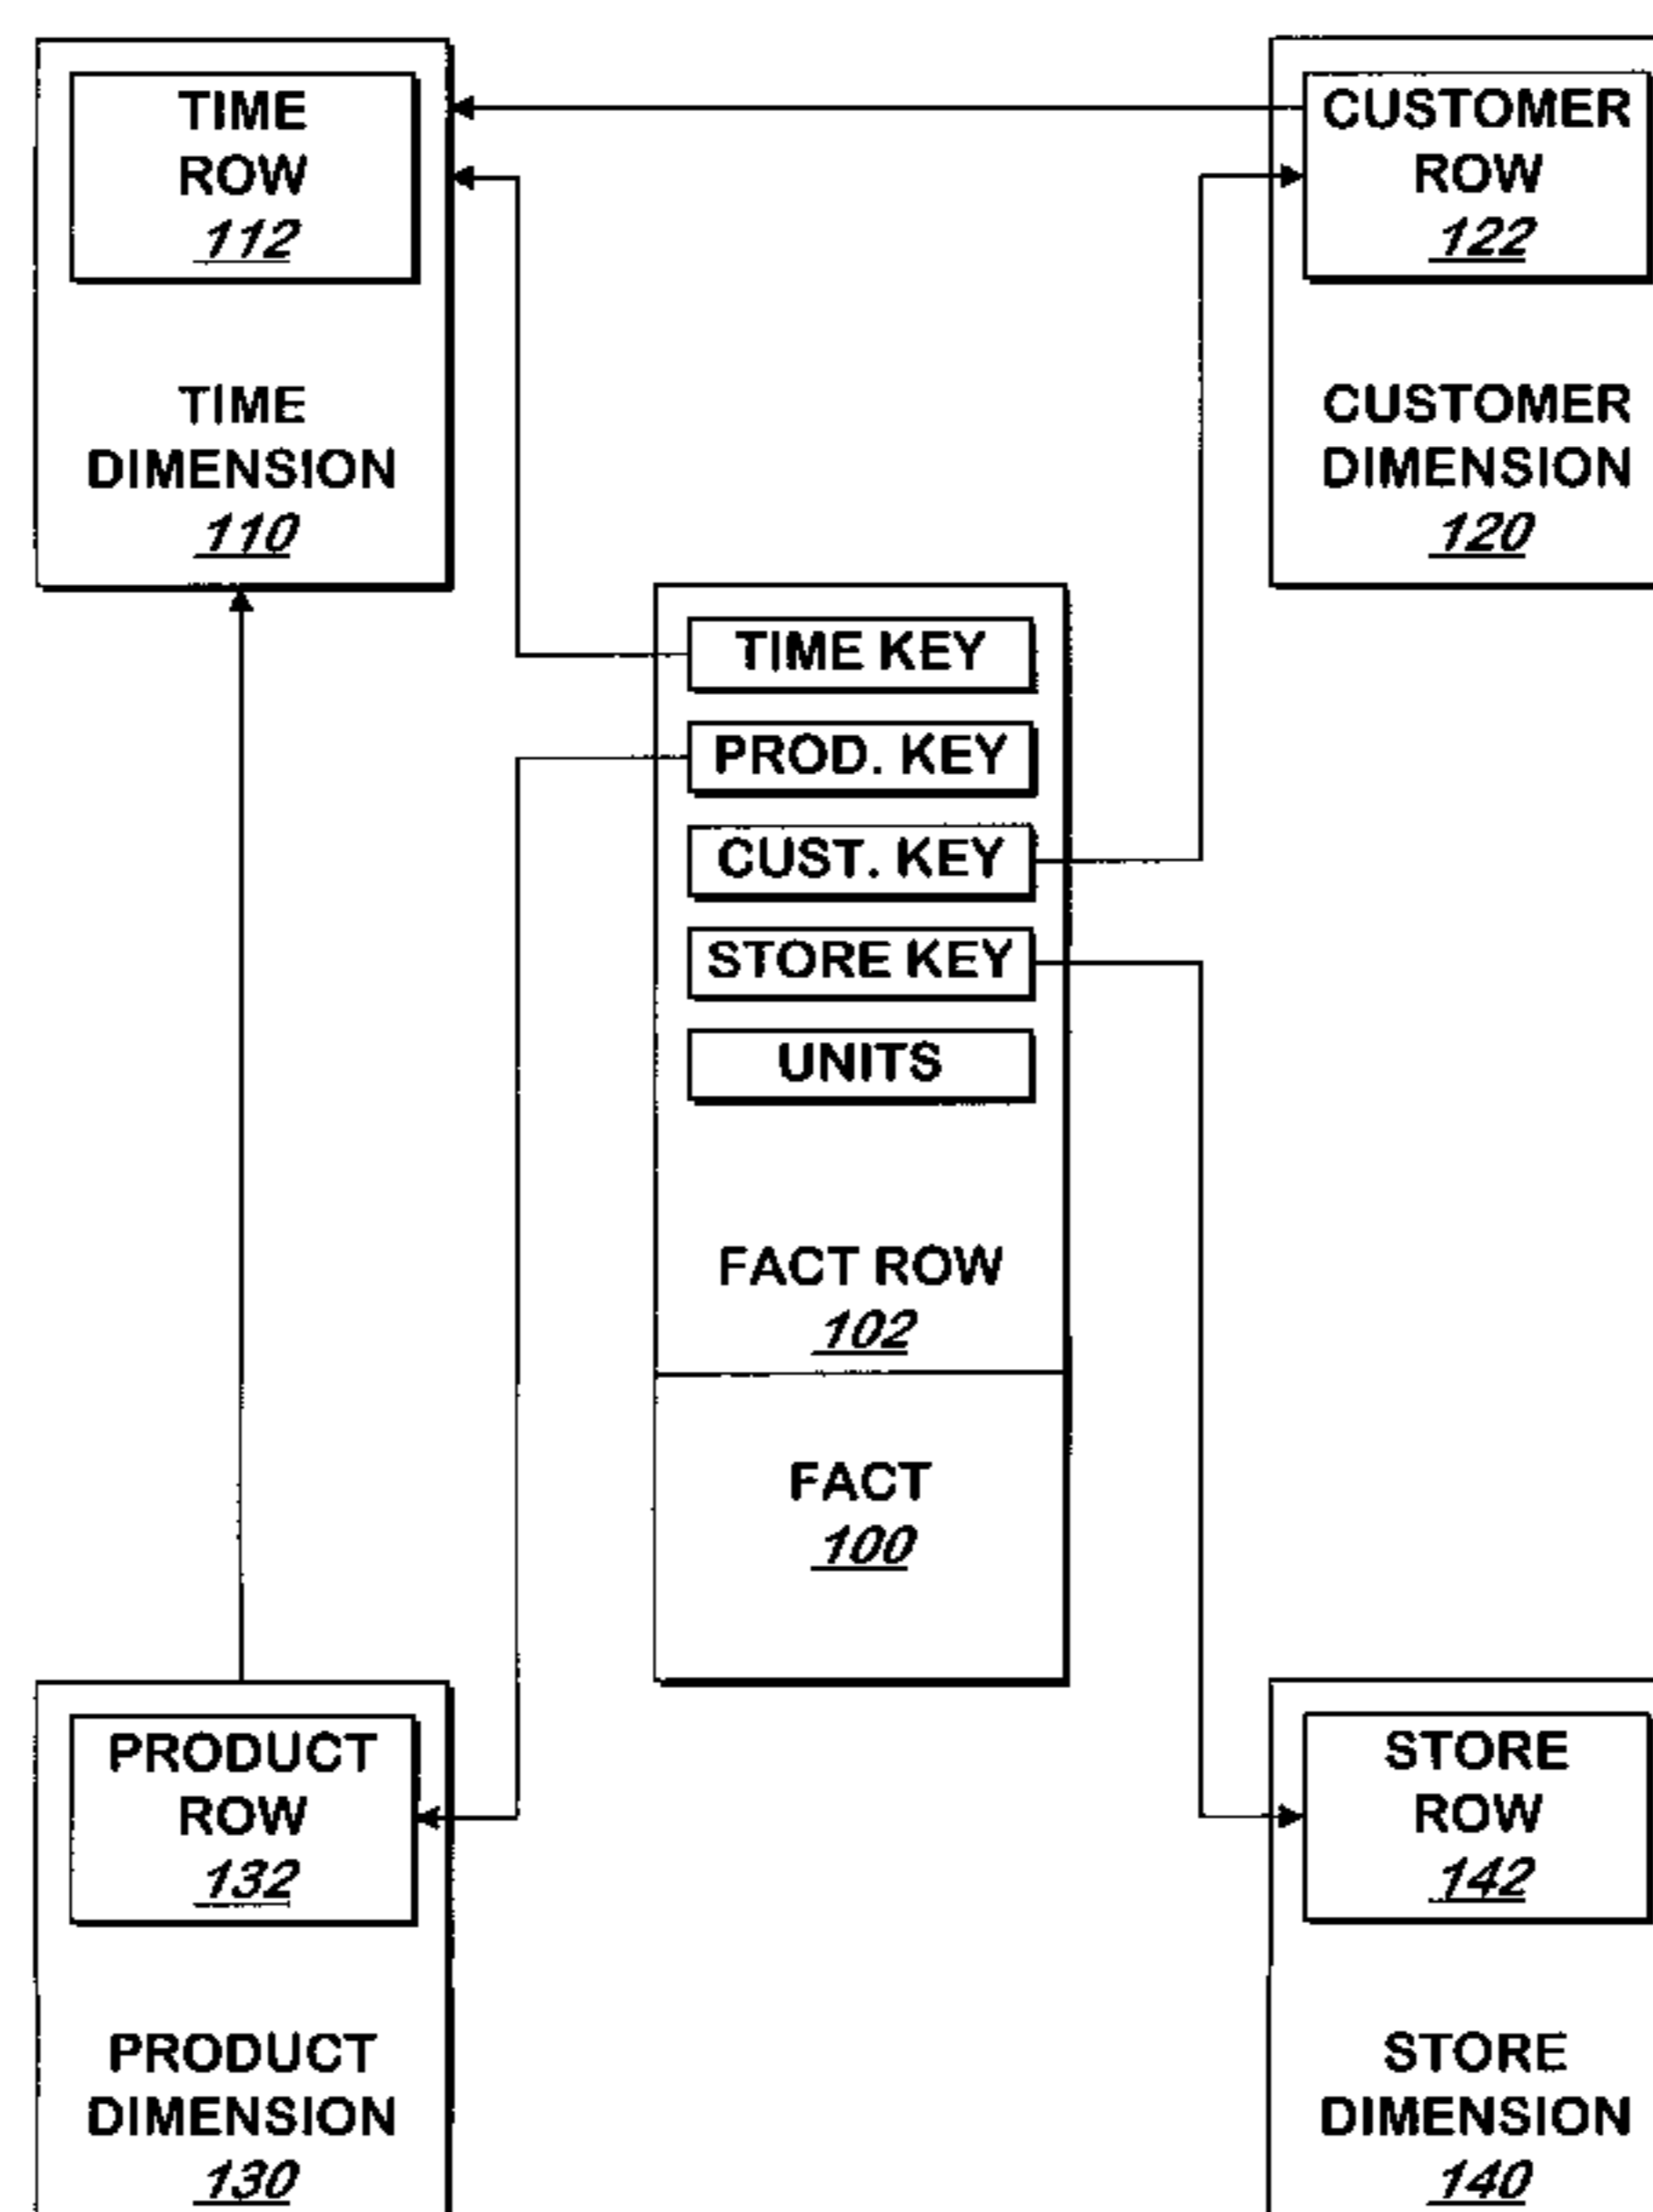 TIME
ROW
112
TIME
DIMENSION
110
CUSTOMER
ROW
122
CUSTOMER
DIMENSION
120
TIME KEY
PROD. KEY
CUST. KEY
STORE KEY
UNITS
FACT ROW
102
FACT
100
PRODUCT
ROW
132
PRODUCT
DIMENSION
130
STORE
ROW
142
STORE
DIMENSION
140